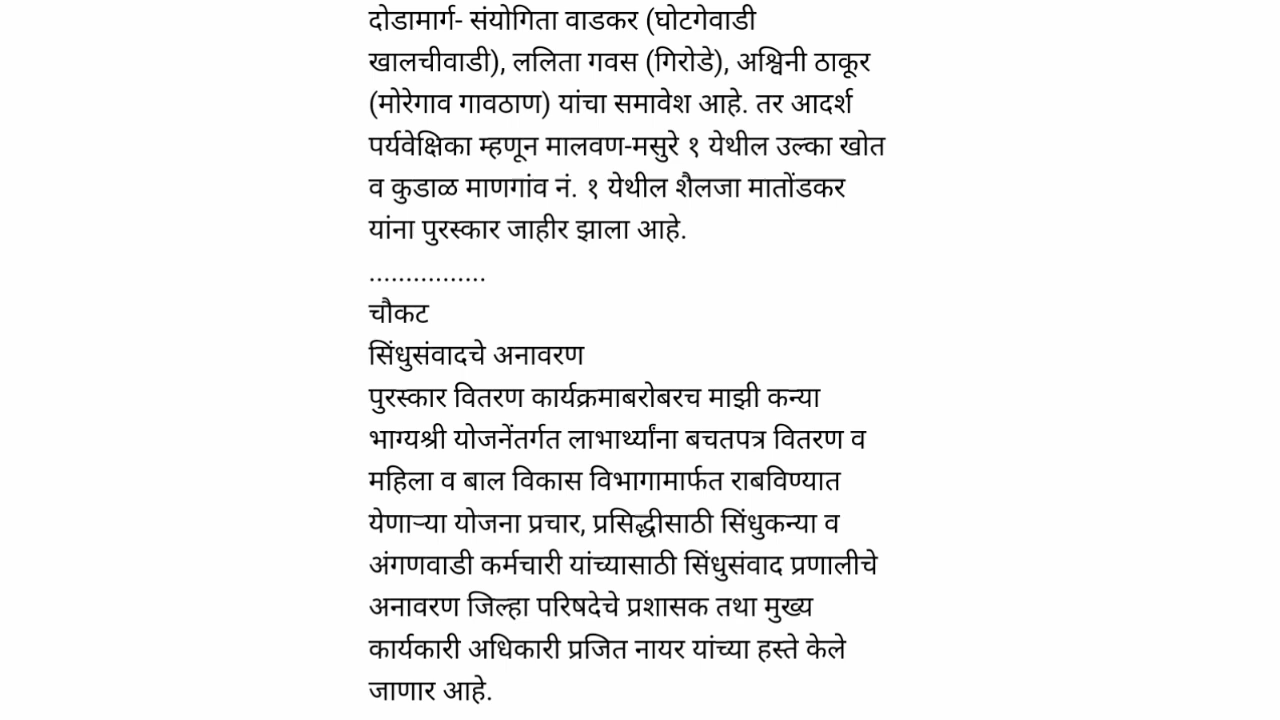 दोडामार्ग- संयोगिता वाडकर (घोटगेवाडी
खालचीवाडी), ललिता गवस (गिरोडे), अश्विनी ठाकूर
(मोरेगाव गावठाण) यांचा समावेश आहे. तर आदर्श
पर्यवेक्षिका म्हणून मालवण-मसुरे १ येथील उल्का खोत
व कुडाळ माणगांव नं. १ येथील शैलजा मातोंडकर
यांना पुरस्कार जाहीर झाला आहे.
................
चौकट
सिंधुसंवादचे अनावरण
पुरस्कार वितरण कार्यक्रमाबरोबरच माझी कन्या
भाग्यश्री योजनेंतर्गत लाभार्थ्यांना बचतपत्र वितरण व
महिला व बाल विकास विभागामार्फत राबविण्यात
येणाऱ्या योजना प्रचार, प्रसिद्धीसाठी सिंधुकन्या व
अंगणवाडी कर्मचारी यांच्यासाठी सिंधुसंवाद प्रणालीचे
अनावरण जिल्हा परिषदेचे प्रशासक तथा मुख्य
कार्यकारी अधिकारी प्रजित नायर यांच्या हस्ते केले
जाणार आहे.